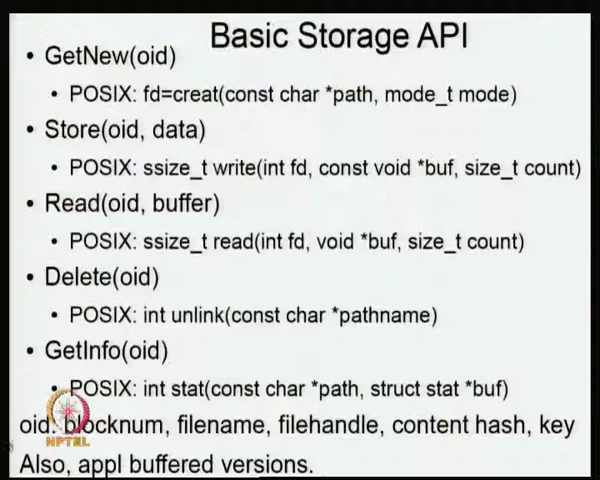 Basic Storage API
• GetNew(oid)
• POSIX: fd=creat(const char *path, mode_t mode)
• Store(oid, data)
• POSIX: ssize_t write(int fd, const void *buf, size_t count)
• Read(oid, buffer)
• POSIX: ssize_t read(int fd, void *buf, size_t count)
• Delete(oid)
• POSIX: int unlink(const char *pathname)
• GetInfo(oid)
• POSIX: int stat(const char *path, struct stat *buf)
oid: blocknum, filename, filehandle, content hash, key
NPTEL
Also, appl buffered versions.